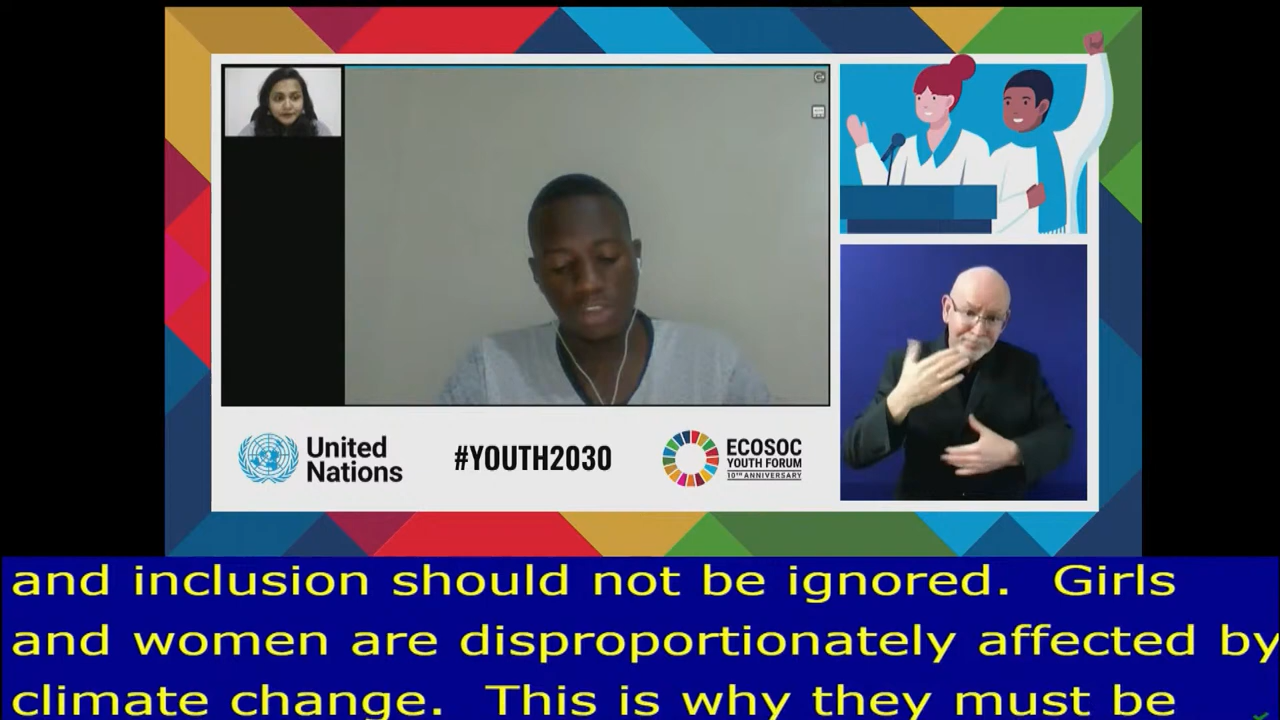 United
Nations
#YOUTH2030
ECOSOC
YOUTH FORUM
10TH ANNIVERSARY
and inclusion should not be ignored. Girls
and women are disproportionately affected by
climate change. This is why they must be